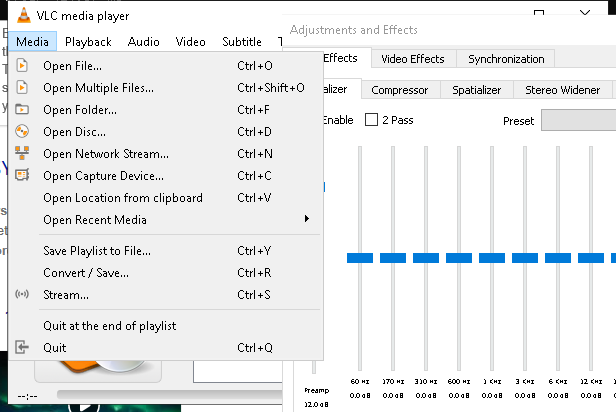 VLC media player
Media Playback Audio Video Subtitle
Open File... Ctrl+O
Open Multiple Files... Ctrl+Shift+O
Open Folder... Ctrl+F
Open Disc... Ctrl+D
Open Network Stream... Ctrl+N
Open Capture Device... Ctrl+C
Open Location from clipboard Ctrl+V
Open Recent Media
Save Playlist to File... Ctrl+Y
Convert / Save... Ctrl+R
Stream... Ctrl+S
Quit at the end of playlist
Quit Ctrl+Q
--:--
Adjustments and Effects
Effects Video Effects Synchronization
alizer Compressor Spatializer Stereo Widener
Enable 2 Pass Preset
60 Hz 170 Hz 310 Hz 600 Hz 1 KHz 3 KHz 6 KHz 12 KHz
Preamp 0.0 dB 0.0 dB 0.0 dB 0.0 dB 0.0 dB 0.0 dB 0.0 dB 0.0 dB
12.0 dB